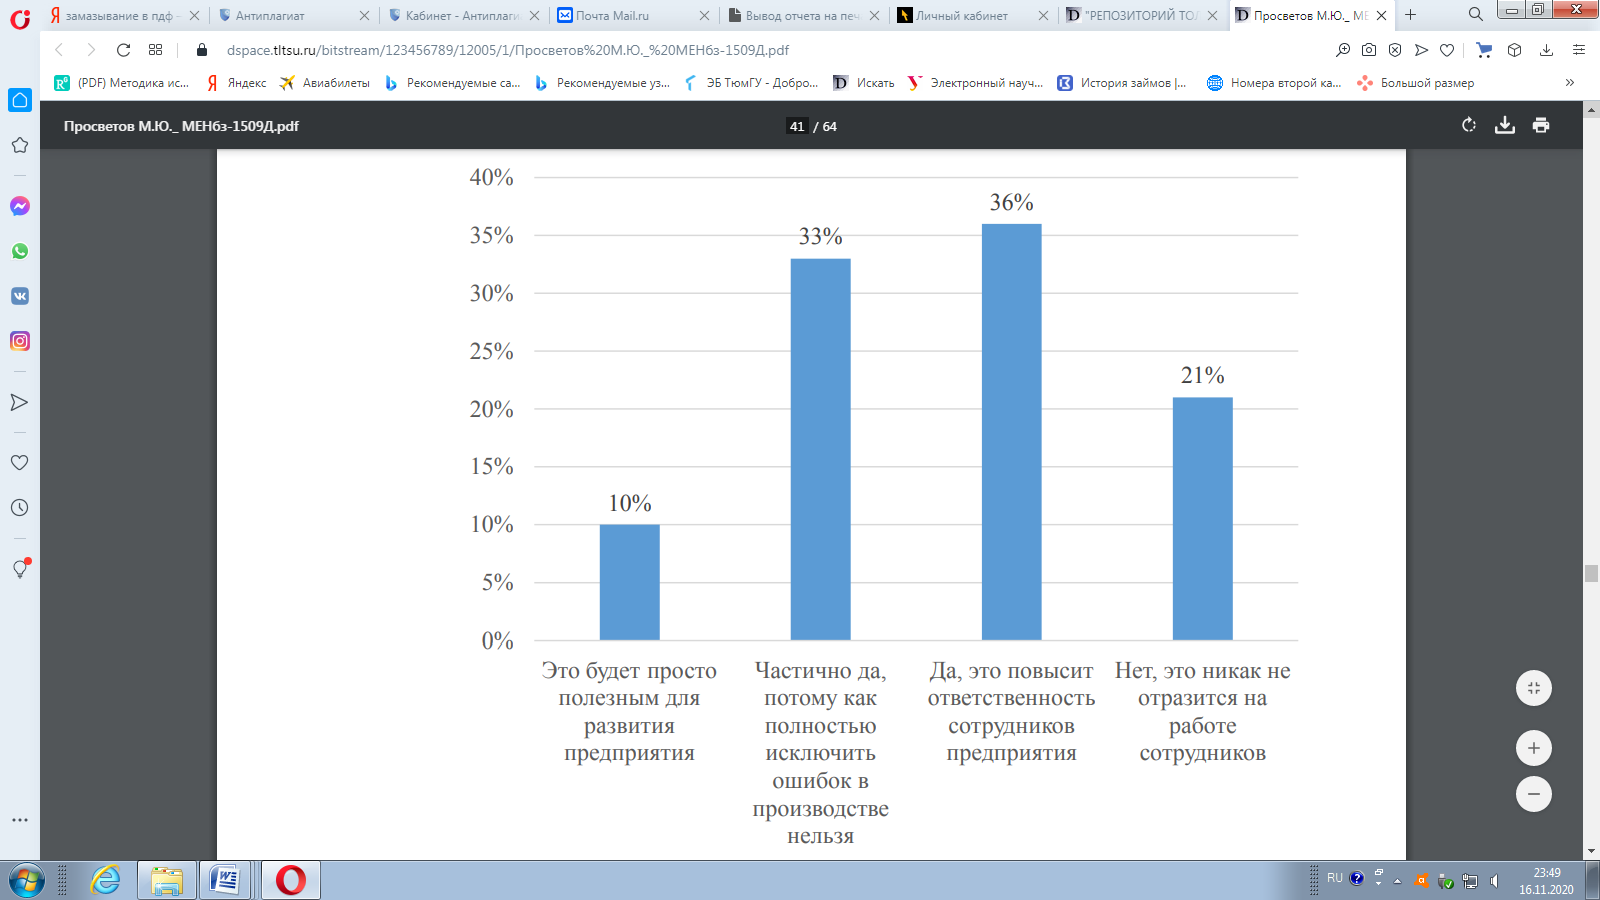 замазывание в пдф -
Антиплагиат
Кабинет - Антиплаги
Почта Mail.ru
Вывод отчета на печ
Личный кабинет
"РЕПОЗИТОРИЙ ТОЛ
Просветов М.Ю._ МЕ
dspace.tltsu.ru/bitstream/123456789/12005/1/Просветов%20М.Ю._%20МЕНбз-1509Д.pdf
(PDF) Методика ис...
Яндекс
Авиабилеты
Рекомендуемые са...
Рекомендуемые уз...
ЭБ ТюмГУ - Добро...
Искать
Электронный науч...
История займов |...
Номера второй ка...
Большой размер
Просветов М.Ю._ МЕНбз-1509Д.pdf
41 / 64
40%
35%
30%
25%
20%
15%
10%
5%
0%
10%
33%
36%
21%
Это будет просто
полезным для
развития
предприятия
Частично да,
потому как
полностью
исключить
ошибок в
производстве
нельзя
Да, это повысит
ответственность
сотрудников
предприятия
Нет, это никак не
отразится на
работе
сотрудников
RU
23:49
16.11.2020